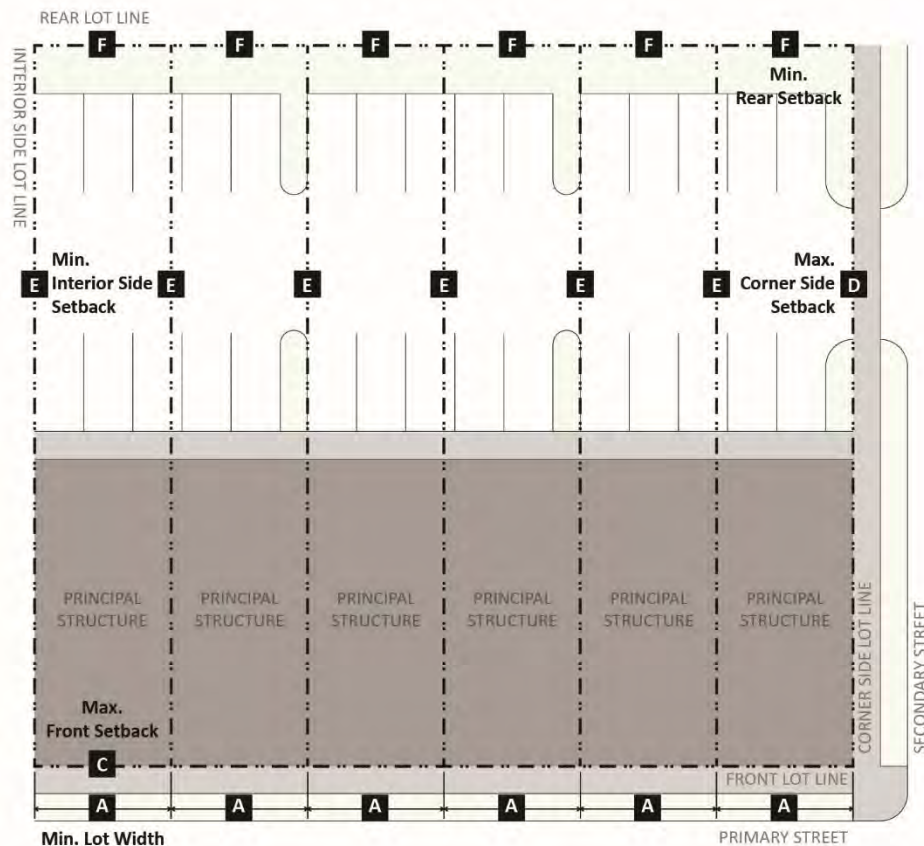 REAR LOT LINE
F F F F F F
INTERIOR SIDE LOT LINE
Min.
Rear Setback
Min.
Interior Side
Setback
E E E E E E
Max.
Corner Side
Setback
D
PRINCIPAL
STRUCTURE
PRINCIPAL
STRUCTURE
PRINCIPAL
STRUCTURE
PRINCIPAL
STRUCTURE
PRINCIPAL
STRUCTURE
PRINCIPAL
STRUCTURE
CORNER SIDE LOT LINE
SECONDARY STREET
Max.
Front Setback
C
FRONT LOT LINE
A A A A A A
Min. Lot Width
PRIMARY STREET